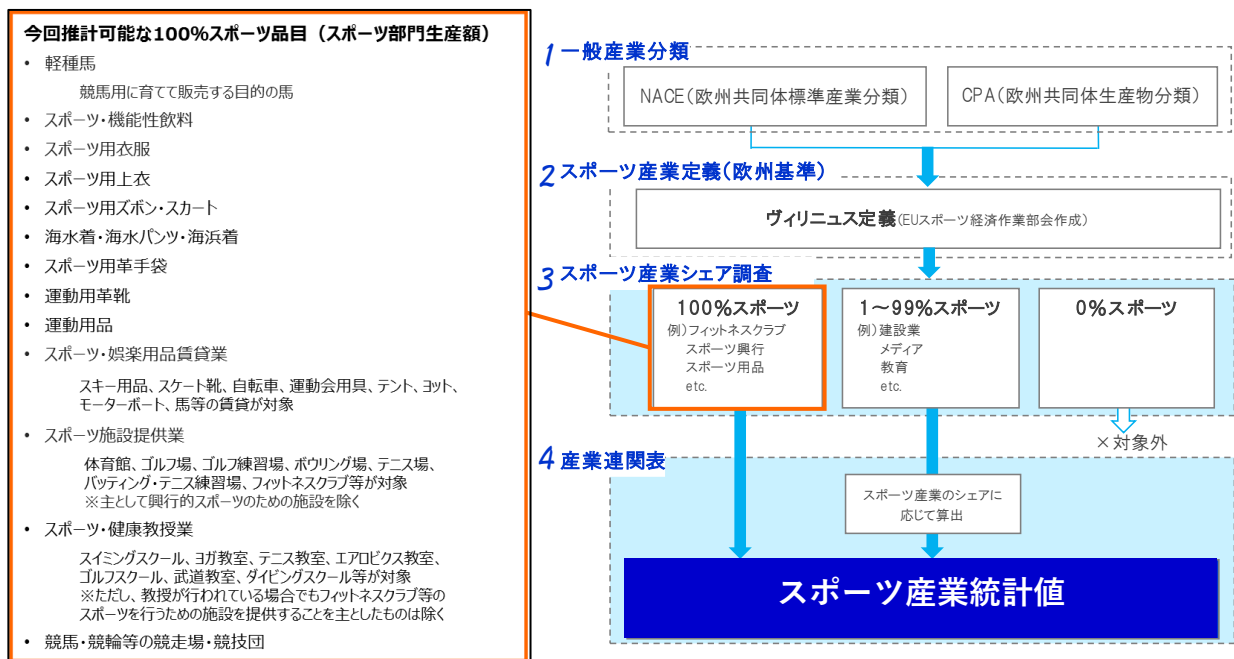 今回推計可能な100%スポーツ品目（スポーツ部門生産額）
• 軽種馬
競馬用に育てて販売する目的の馬
• スポーツ・機能性飲料
• スポーツ用衣服
• スポーツ用上衣
• スポーツ用ズボン・スカート
• 海水着・海水パンツ・海浜着
• スポーツ用革手袋
• 運動用革靴
• 運動用品
• スポーツ・娯楽用品賃貸業
スキー用品、スケート靴、自転車、運動会用具、テント、ヨット、
モーターボート、馬等の賃貸が対象
• スポーツ施設提供業
体育館、ゴルフ場、ゴルフ練習場、ボウリング場、テニス場、
バッティング・テニス練習場、フィットネスクラブ等が対象
※主として興行的スポーツのための施設を除く
• スポーツ・健康教授業
スイミングスクール、ヨガ教室、テニス教室、エアロビクス教室、
ゴルフスクール、武道教室、ダイビングスクール等が対象
※ただし、教授が行われている場合でもフィットネスクラブ等の
スポーツを行うための施設を提供することを主としたものは除く
• 競馬・競輪等の競走場・競技団
1 一般産業分類
NACE（欧州共同体標準産業分類）
CPA（欧州共同体生産物分類）
2 スポーツ産業定義(欧州基準)
ヴィリニュス定義(EUスポーツ経済作業部会作成)
3 スポーツ産業シェア調査
100%スポーツ
例）フィットネスクラブ
スポーツ興行
スポーツ用品
etc.
1～99%スポーツ
例）建設業
メディア
教育
etc.
0%スポーツ
×対象外
4 産業連関表
スポーツ産業のシェアに
応じて算出
スポーツ産業統計値